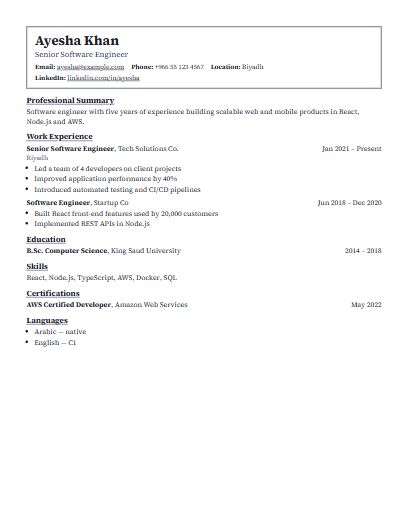 Ayesha Khan
Senior Software Engineer
Email: ayesha@example.com Phone: +966 55 123 4567 Location: Riyadh
LinkedIn: linkedin.com/in/ayesha
Professional Summary
Software engineer with five years of experience building scalable web and mobile products in React,
Node.js and AWS.
Work Experience
Senior Software Engineer, Tech Solutions Co. Jan 2021 – Present
Riyadh
• Led a team of 4 developers on client projects
• Improved application performance by 40%
• Introduced automated testing and CI/CD pipelines
Software Engineer, Startup Co Jun 2018 – Dec 2020
• Built React front-end features used by 20,000 customers
• Implemented REST APIs in Node.js
Education
B.Sc. Computer Science, King Saud University 2014 – 2018
Skills
React, Node.js, TypeScript, AWS, Docker, SQL
Certifications
AWS Certified Developer, Amazon Web Services May 2022
Languages
• Arabic — native
• English — C1